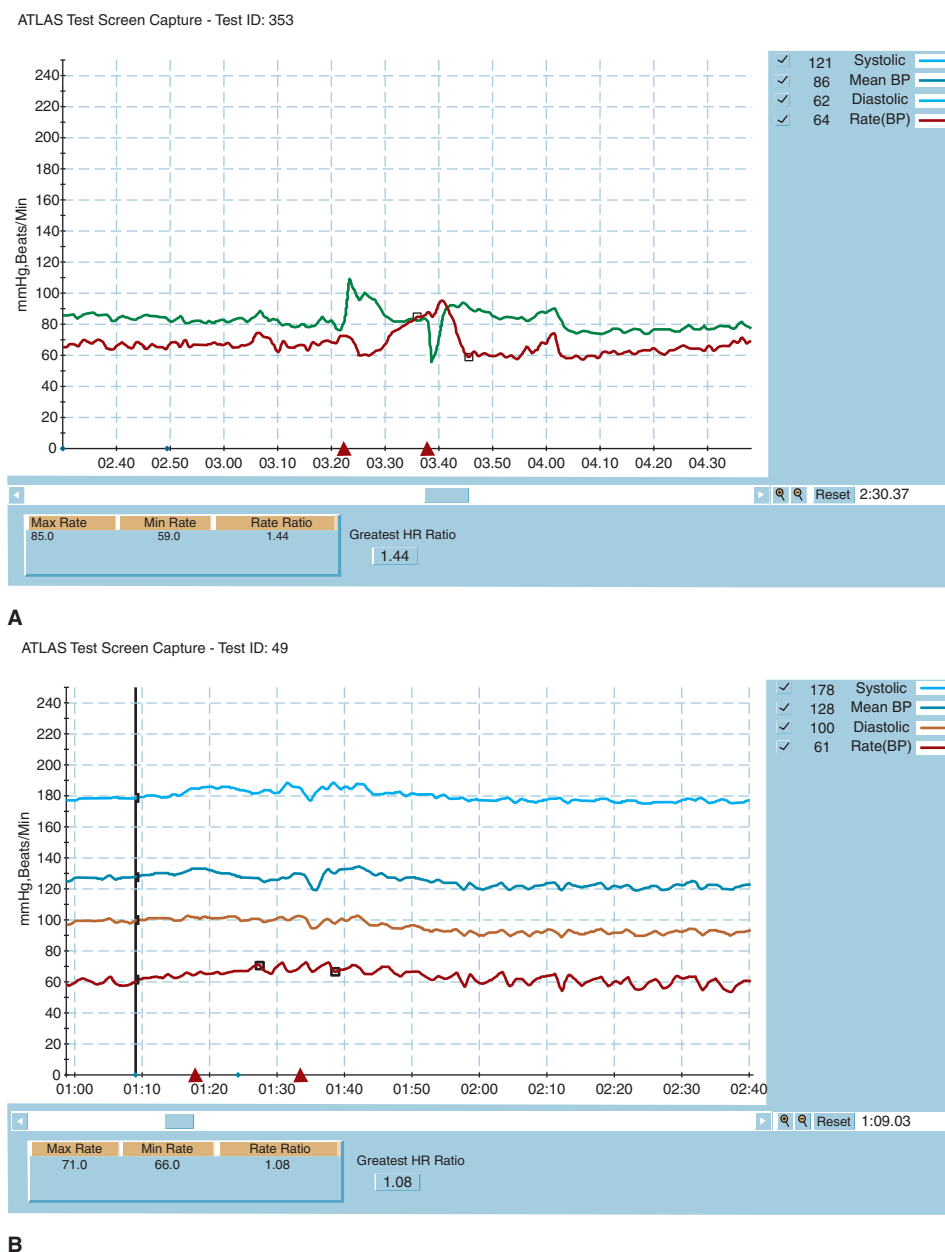 ATLAS Test Screen Capture - Test ID: 353
240
220
200
180
160
140
120
100
80
60
40
20
0
mmHg,Beats/Min
02.40 02.50 03.00 03.10 03.20 03.30 03.40 03.50 04.00 04.10 04.20 04.30
121 Systolic
86 Mean BP
62 Diastolic
64 Rate(BP)
Reset 2:30.37
Max Rate Min Rate Rate Ratio
85.0 59.0 1.44
Greatest HR Ratio
1.44
A
ATLAS Test Screen Capture - Test ID: 49
240
220
200
180
160
140
120
100
80
60
40
20
0
mmHg,Beats/Min
01:00 01:10 01:20 01:30 01:40 01:50 02:00 02:10 02:20 02:30 02:40
178 Systolic
128 Mean BP
100 Diastolic
61 Rate(BP)
Reset 1:09.03
Max Rate Min Rate Rate Ratio
71.0 66.0 1.08
Greatest HR Ratio
1.08
B